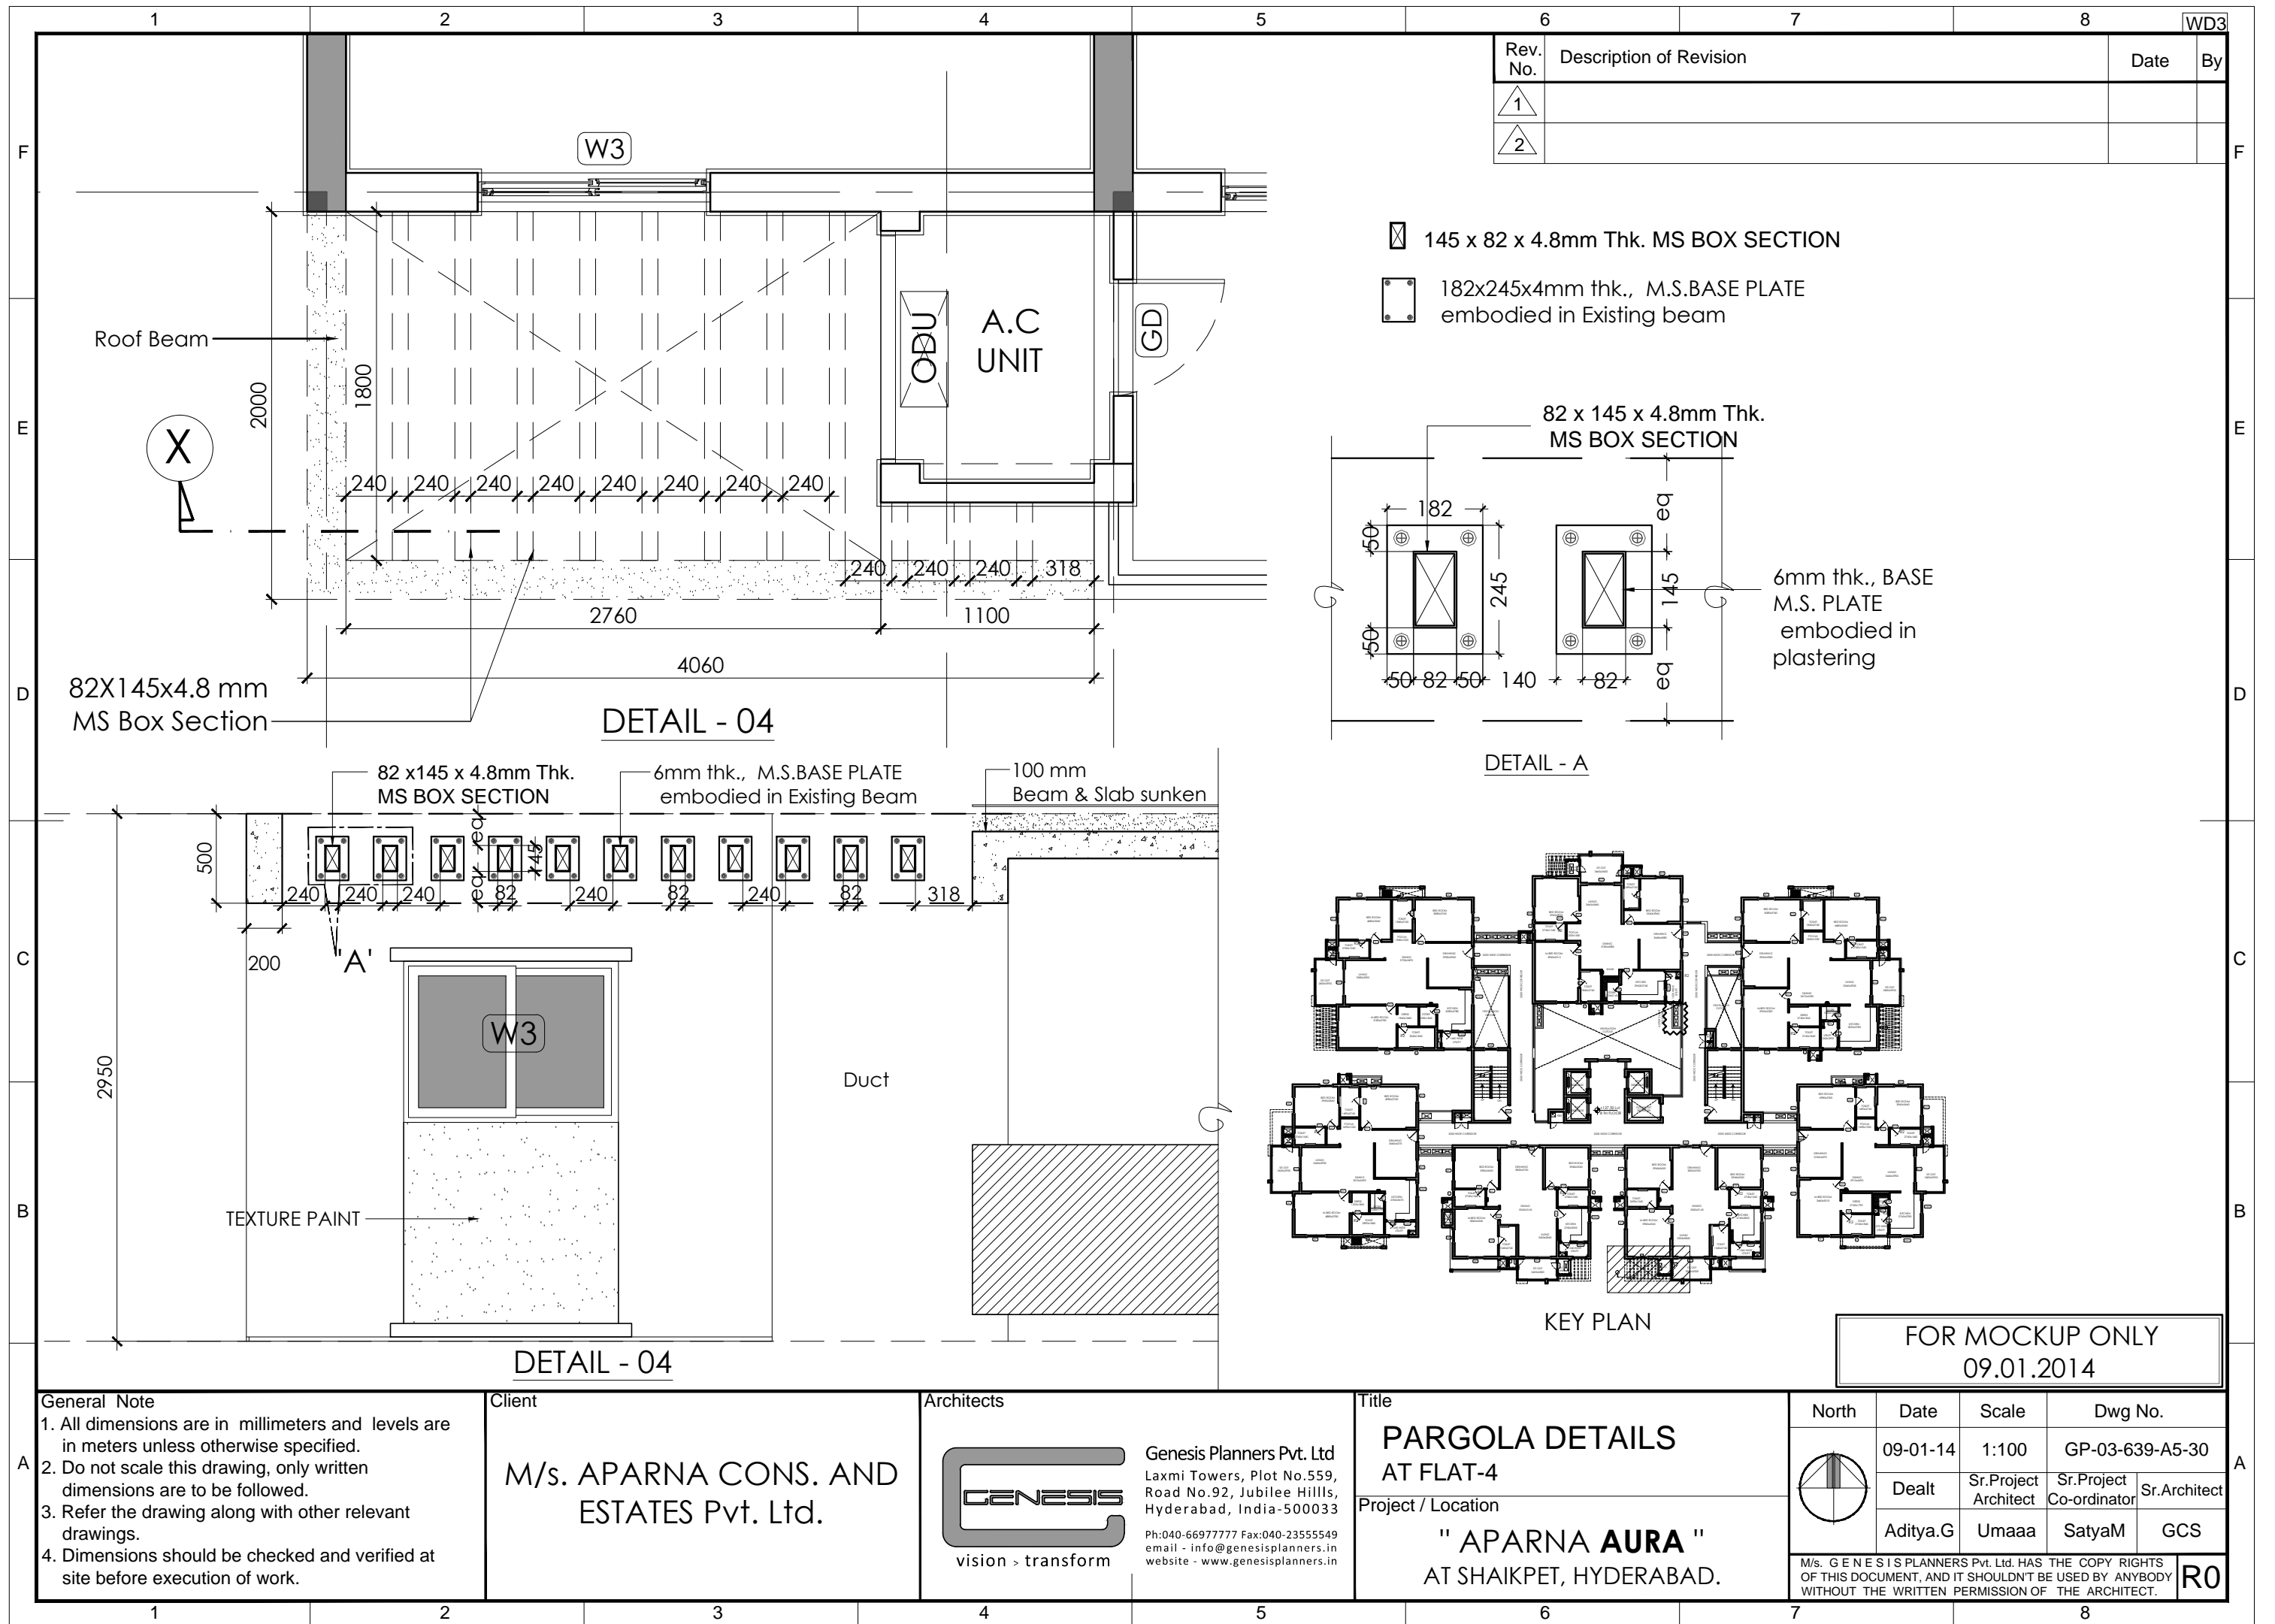 1 2 3 4 5 6 7 8
WD3
Rev. No. Description of Revision Date By
1
2
F
F
W3
145 x 82 x 4.8mm Thk. MS BOX SECTION
182x245x4mm thk., M.S.BASE PLATE
embodied in Existing beam
Roof Beam
2000
1800
ODU
A.C
UNIT
GD
E
E
X
240 240 240 240 240 240 240 240
240 240 240 318
2760 1100
4060
82X145x4.8 mm
MS Box Section
DETAIL - 04
82 x 145 x 4.8mm Thk.
MS BOX SECTION
182
50
245
50
50 82 50 140 82
eq
145
eq
6mm thk., BASE
M.S. PLATE
embodied in
plastering
DETAIL - A
D
D
82 x145 x 4.8mm Thk.
MS BOX SECTION
6mm thk., M.S.BASE PLATE
embodied in Existing Beam
100 mm
Beam & Slab sunken
500
eq
145
eq
240 240 240 82 240 82 240 82 318
200
'A'
C
C
W3
2950
Duct
TEXTURE PAINT
B
B
DETAIL - 04
KEY PLAN
FOR MOCKUP ONLY
09.01.2014
General Note
1. All dimensions are in millimeters and levels are
in meters unless otherwise specified.
2. Do not scale this drawing, only written
dimensions are to be followed.
3. Refer the drawing along with other relevant
drawings.
4. Dimensions should be checked and verified at
site before execution of work.
Client
M/s. APARNA CONS. AND
ESTATES Pvt. Ltd.
Architects
GENESIS
vision > transform
Genesis Planners Pvt. Ltd
Laxmi Towers, Plot No.559,
Road No.92, Jubilee Hillls,
Hyderabad, India-500033
Ph:040-66977777 Fax:040-23555549
email - info@genesisplanners.in
website - www.genesisplanners.in
Title
PARGOLA DETAILS
AT FLAT-4
Project / Location
" APARNA AURA "
AT SHAIKPET, HYDERABAD.
North Date Scale Dwg No.
09-01-14 1:100 GP-03-639-A5-30
Dealt Sr.Project Architect Sr.Project Co-ordinator Sr.Architect
Aditya.G Umaaa SatyaM GCS
M/s. G E N E S I S PLANNERS Pvt. Ltd. HAS THE COPY RIGHTS
OF THIS DOCUMENT, AND IT SHOULDN'T BE USED BY ANYBODY
WITHOUT THE WRITTEN PERMISSION OF THE ARCHITECT.
R0
A
A
1 2 3 4 5 6 7 8